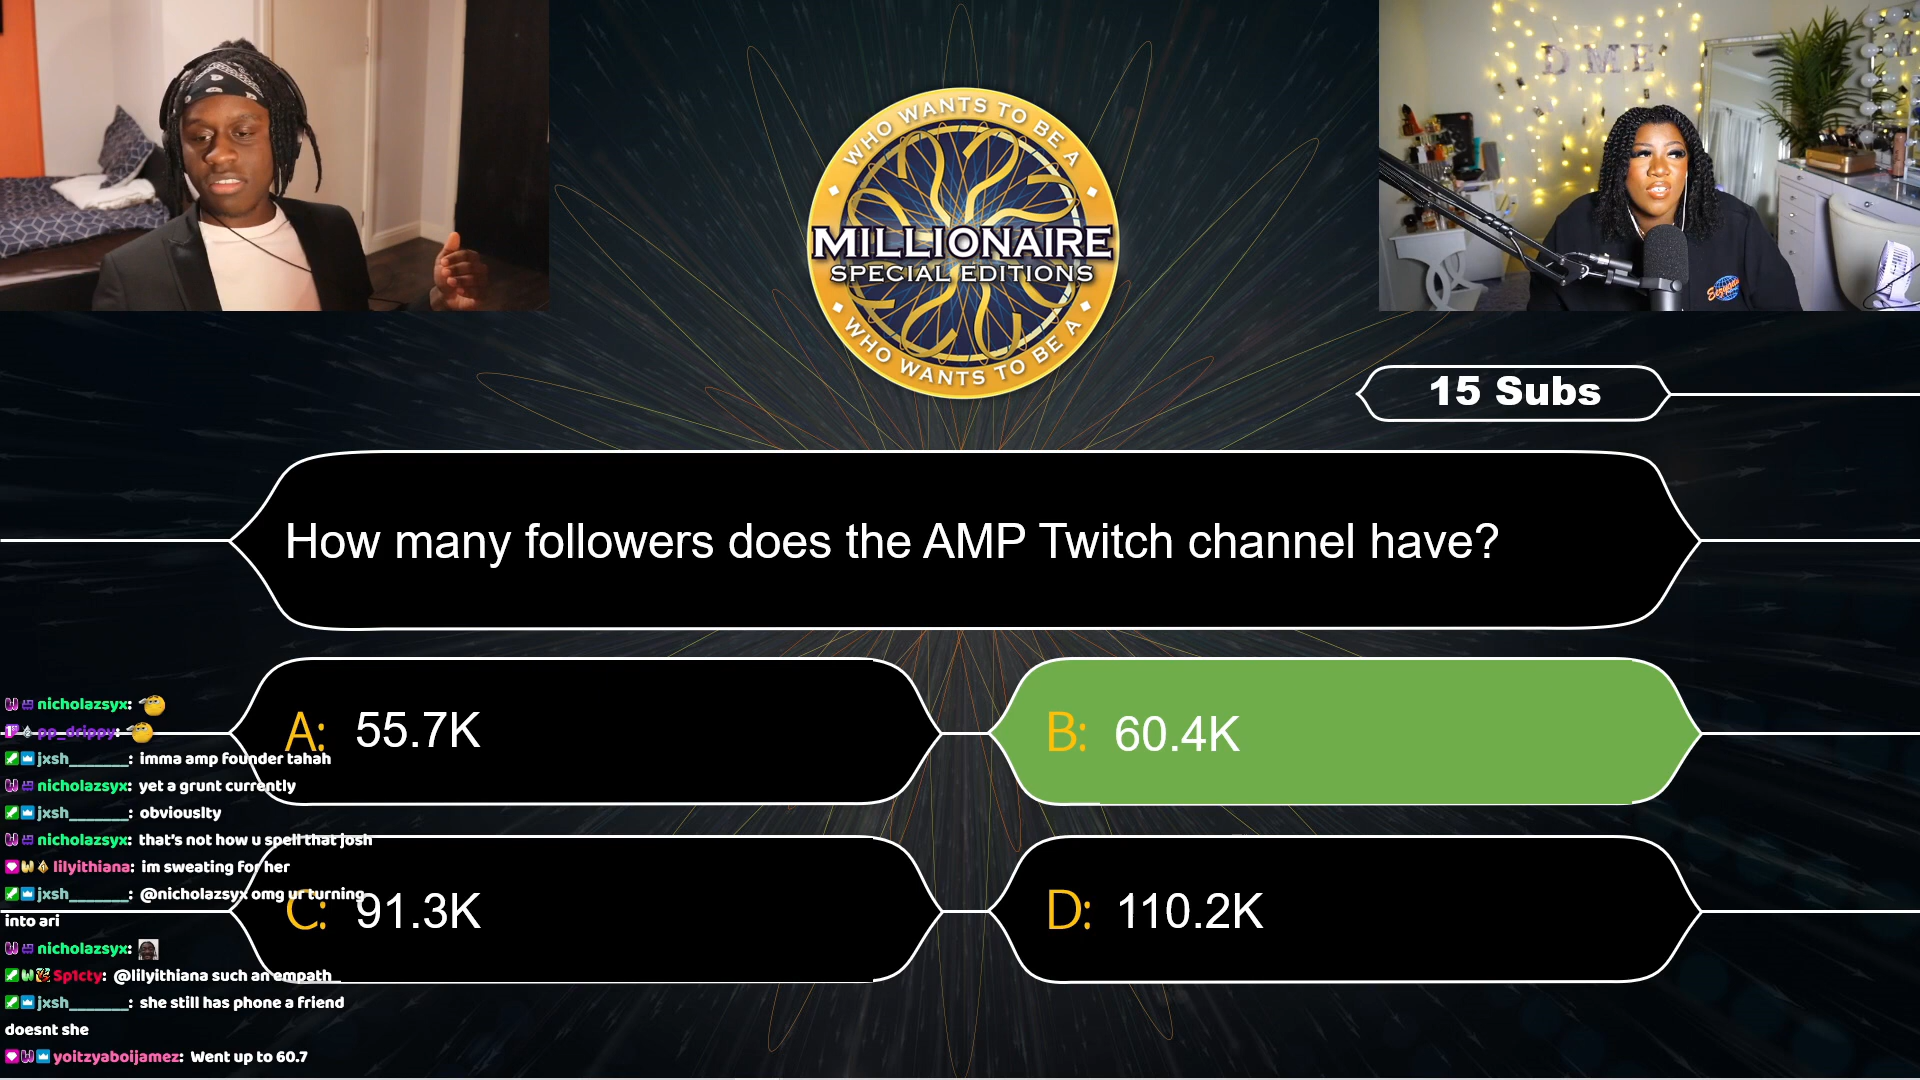 DME
WHO WANTS TO BE A
MILLIONAIRE
SPECIAL EDITIONS
WHO WANTS TO BE A
15 Subs
How many followers does the AMP Twitch channel have?
A: 55.7K
B: 60.4K
C: 91.3K
D: 110.2K
nicholazsyx:
pp_drippy:
jxsh_______: imma amp founder tahah
nicholazsyx: yet a grunt currently
jxsh_______: obviouslty
nicholazsyx: that's not how u spell that josh
lilyithiana: im sweating for her
jxsh_______: @nicholazsyx omg ur turning
into ari
nicholazsyx:
Sp1cty: @lilyithiana such an empath
jxsh_______: she still has phone a friend
doesnt she
yoitzyaboijamez: Went up to 60.7